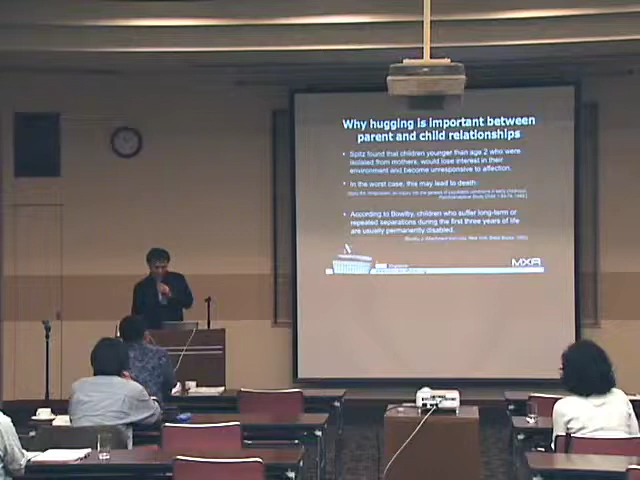 Why hugging is important between
parent and child relationships
• Spitz found that children younger than age 2 who were
isolated from mothers, would lose interest in their
environment and become unresponsive to affection.
• In the worst case, this may lead to death
• According to Bowlby, children who suffer long-term or
repeated separations during the first three years of life
are usually permanently disabled.
MXR